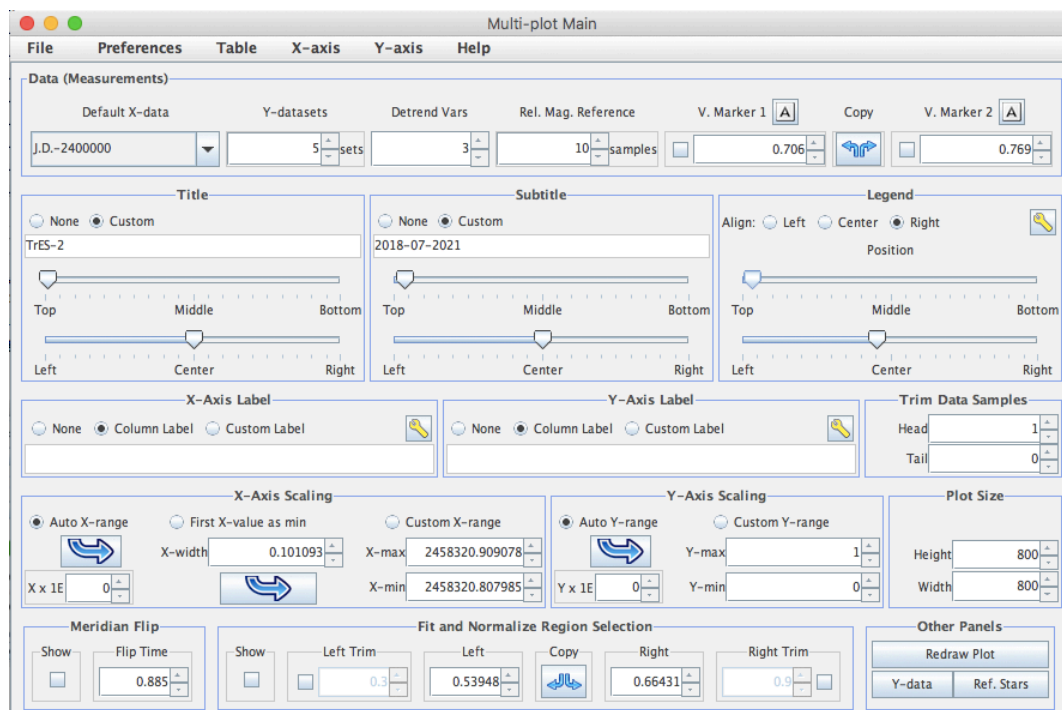 Multi-plot Main
File Preferences Table X-axis Y-axis Help
Data (Measurements)
Default X-data Y-datasets Detrend Vars Rel. Mag. Reference V. Marker 1 A Copy V. Marker 2 A
J.D.-2400000 5 sets 3 10 samples 0.706 0.769
Title
None Custom
TrES-2
Top Middle Bottom
Left Center Right
Subtitle
None Custom
2018-07-2021
Top Middle Bottom
Left Center Right
Legend
Align: Left Center Right
Position
Top Middle Bottom
Left Center Right
X-Axis Label
None Column Label Custom Label
Y-Axis Label
None Column Label Custom Label
Trim Data Samples
Head 1
Tail 0
X-Axis Scaling
Auto X-range First X-value as min Custom X-range
X-width 0.101093 X-max 2458320.909078
X x 1E 0 X-min 2458320.807985
Y-Axis Scaling
Auto Y-range Custom Y-range
Y-max 1
Y x 1E 0 Y-min 0
Plot Size
Height 800
Width 800
Meridian Flip
Show Flip Time
0.885
Fit and Normalize Region Selection
Show Left Trim Left Copy Right Right Trim
0.3 0.53948 0.66431 0.9
Other Panels
Redraw Plot
Y-data Ref. Stars